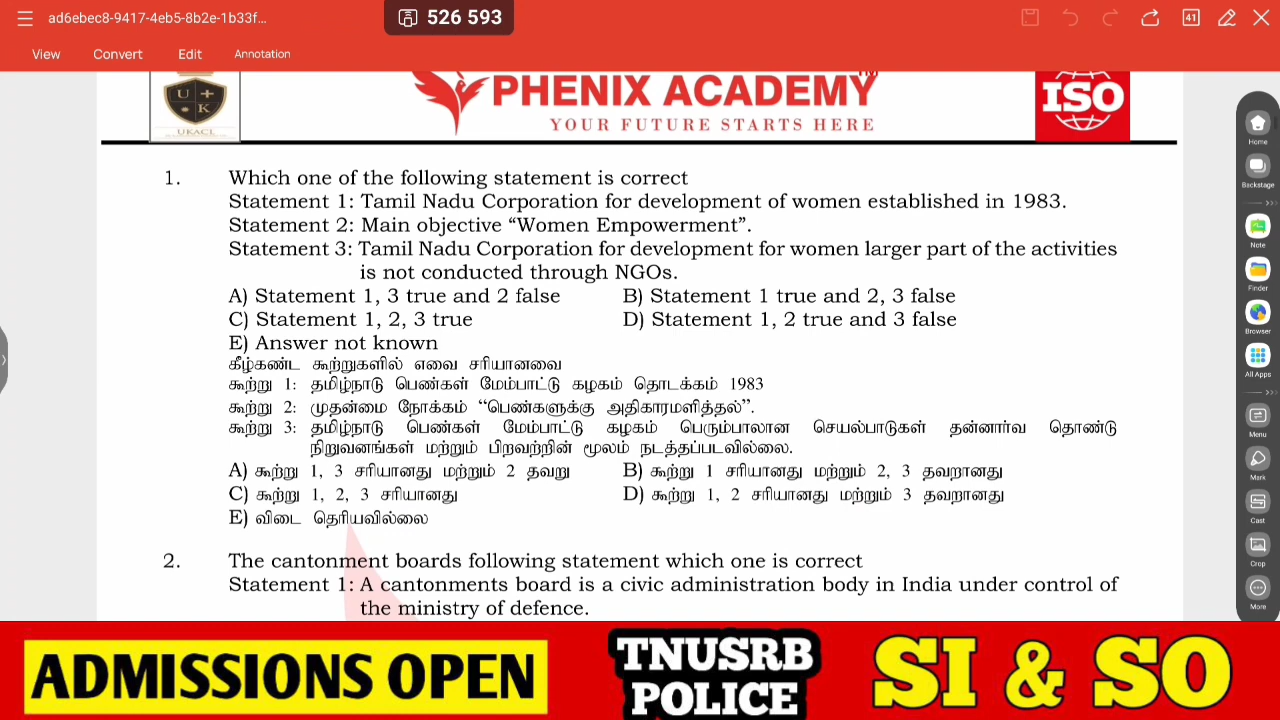 ad6ebec8-9417-4eb5-8b2e-1b33f...
526 593
41
View Convert Edit Annotation
U + K
UKACL
PHENIX ACADEMY TM
YOUR FUTURE STARTS HERE
ISO
1. Which one of the following statement is correct
Statement 1: Tamil Nadu Corporation for development of women established in 1983.
Statement 2: Main objective “Women Empowerment”.
Statement 3: Tamil Nadu Corporation for development for women larger part of the activities
is not conducted through NGOs.
A) Statement 1, 3 true and 2 false B) Statement 1 true and 2, 3 false
C) Statement 1, 2, 3 true D) Statement 1, 2 true and 3 false
E) Answer not known
கீழ்கண்ட கூற்றுகளில் எவை சரியானவை
கூற்று 1: தமிழ்நாடு பெண்கள் மேம்பாட்டு கழகம் தொடக்கம் 1983
கூற்று 2: முதன்மை நோக்கம் “பெண்களுக்கு அதிகாரமளித்தல்”.
கூற்று 3: தமிழ்நாடு பெண்கள் மேம்பாட்டு கழகம் பெரும்பாலான செயல்பாடுகள் தன்னார்வ தொண்டு
நிறுவனங்கள் மற்றும் பிறவற்றின் மூலம் நடத்தப்படவில்லை.
A) கூற்று 1, 3 சரியானது மற்றும் 2 தவறு B) கூற்று 1 சரியானது மற்றும் 2, 3 தவறானது
C) கூற்று 1, 2, 3 சரியானது D) கூற்று 1, 2 சரியானது மற்றும் 3 தவறானது
E) விடை தெரியவில்லை
2. The cantonment boards following statement which one is correct
Statement 1: A cantonments board is a civic administration body in India under control of
the ministry of defence.
Home
Backstage
Note
Finder
Browser
All Apps
Menu
Mark
Cast
Crop
More
ADMISSIONS OPEN
TNUSRB
POLICE
SI & SO